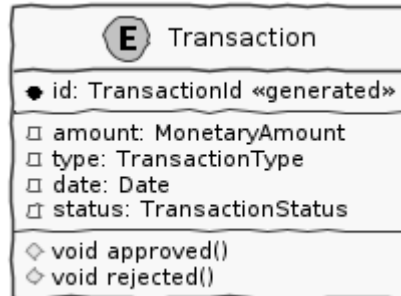 E Transaction
id: TransactionId «generated»
amount: MonetaryAmount
type: TransactionType
date: Date
status: TransactionStatus
void approved()
void rejected()